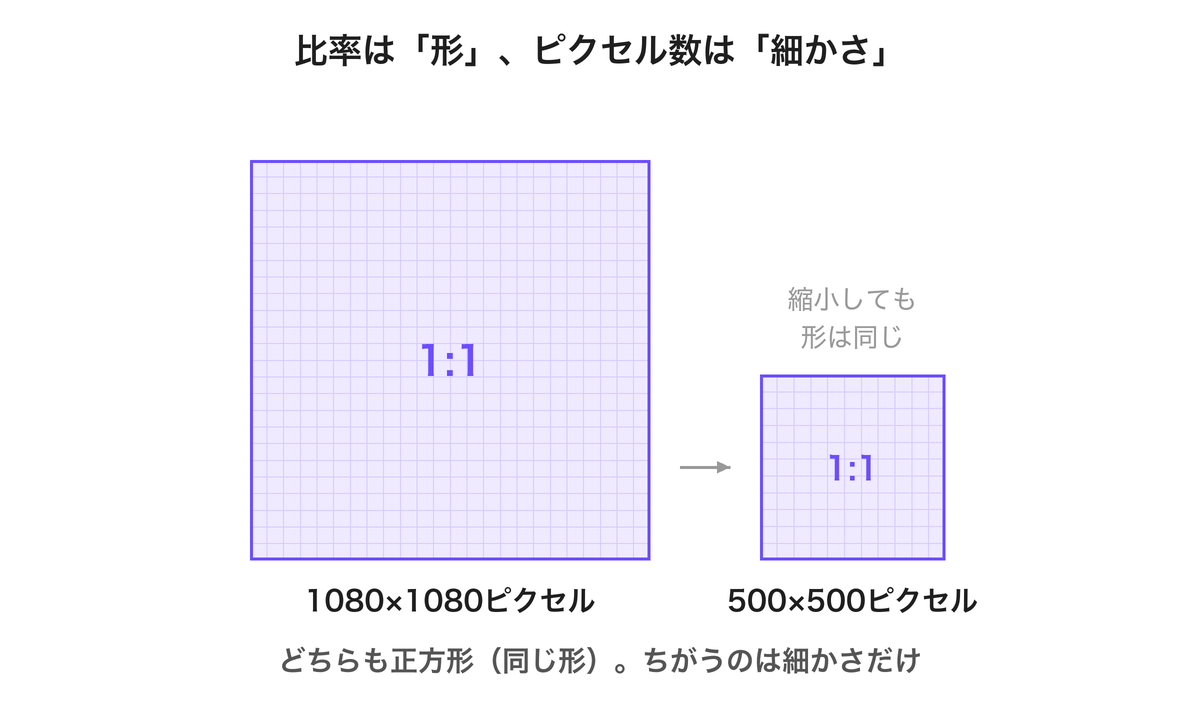 比率は「形」、ピクセル数は「細かさ」
縮小しても
形は同じ
1:1
1:1
1080×1080ピクセル
500×500ピクセル
どちらも正方形（同じ形）。ちがうのは細かさだけ